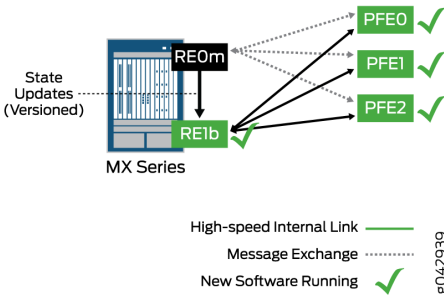 PFE0
RE0m
PFE1
State
Updates
(Versioned)
PFE2
RE1b
MX Series
High-speed Internal Link
Message Exchange
New Software Running
g042939